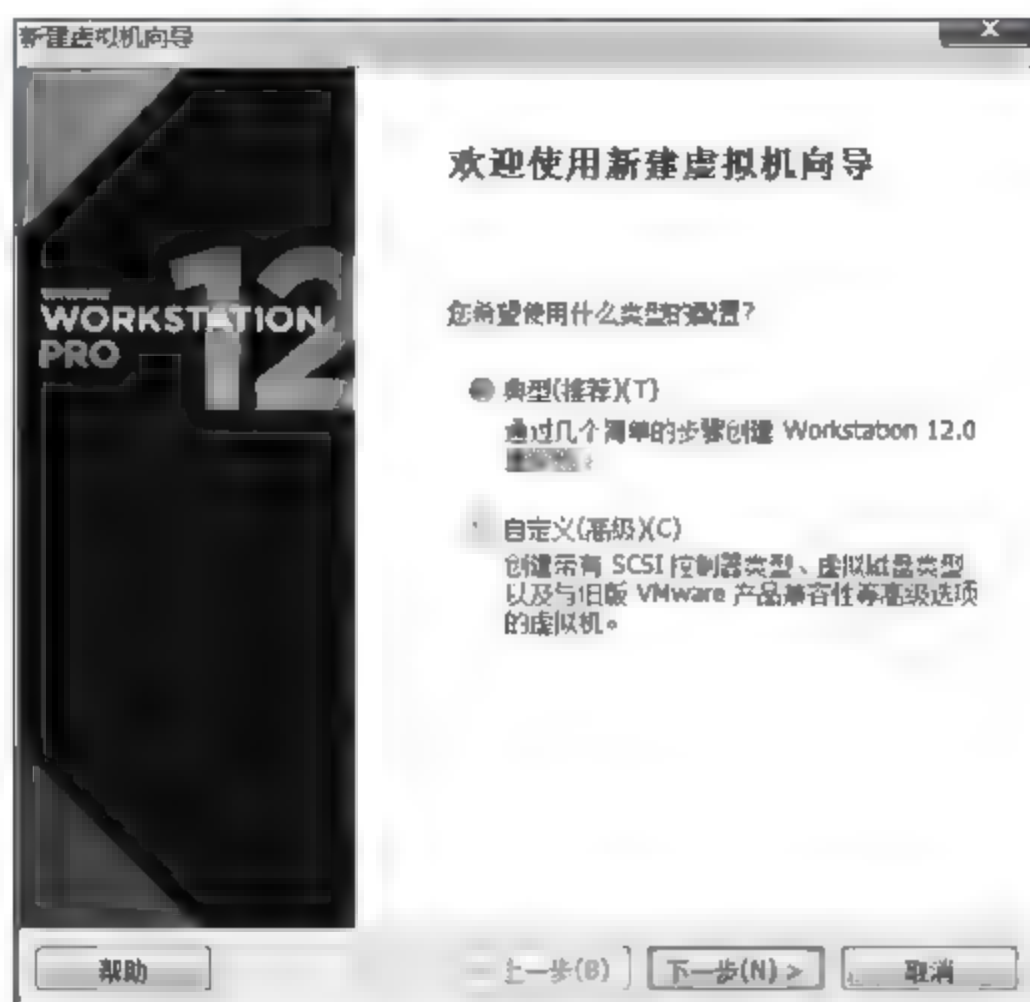 新建虚拟机向导
WORKSTATION
PRO
12
欢迎使用新建虚拟机向导
您希望使用什么类型的配置?
典型(推荐)(T)
通过几个简单的步骤创建 Workstation 12.0
自定义(高级)(C)
创建带有 SCSI 控制器类型、虚拟磁盘类型
以及与旧版 VMware 产品兼容性等高级选项
的虚拟机。
帮助
上一步(B)
下一步(N) >
取消